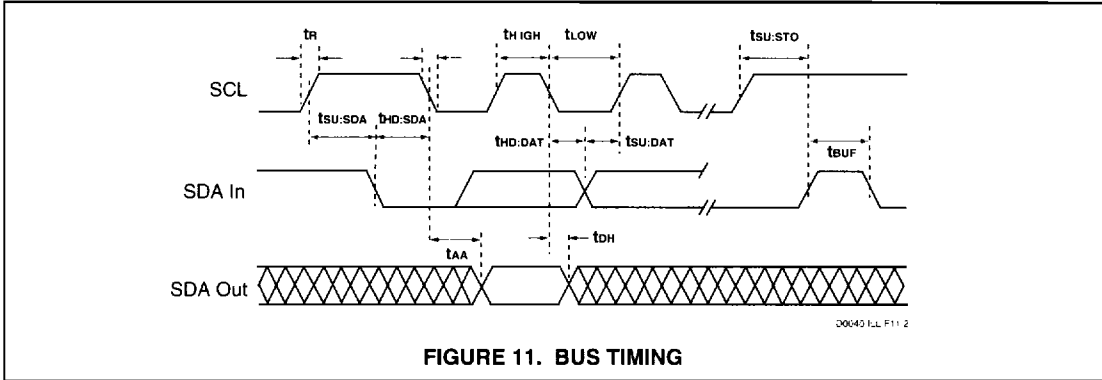 tR
tHIGH
tLOW
tSU:STO
SCL
tSU:SDA
tHD:SDA
tHD:DAT
tSU:DAT
tBUF
SDA In
tAA
tDH
SDA Out
FIGURE 11. BUS TIMING